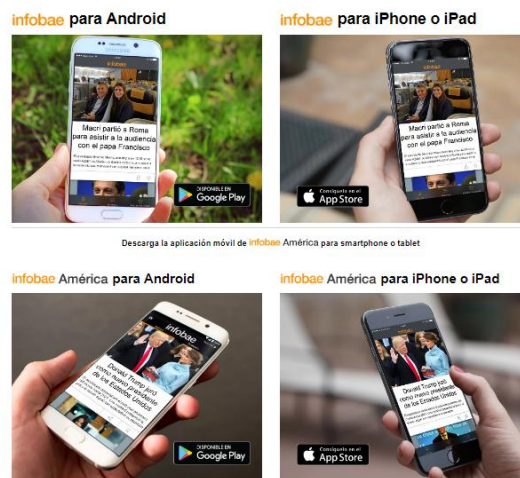 infobae para Android
infobae para iPhone o iPad
infobae
Macri partió a Roma
para asistir a la audiencia
con el papa Francisco
DISPONIBLE EN
Google Play
infobae
Macri partió a Roma
para asistir a la audiencia
con el papa Francisco
Consíguelo en el
App Store
Descarga la aplicación móvil de infobae América para smartphone o tablet
infobae América para Android
infobae América para iPhone o iPad
infobae
Donald Trump juró
como nuevo presidente
de los Estados Unidos
DISPONIBLE EN
Google Play
infobae
Donald Trump juró
como nuevo presidente
de los Estados Unidos
Consíguelo en el
App Store